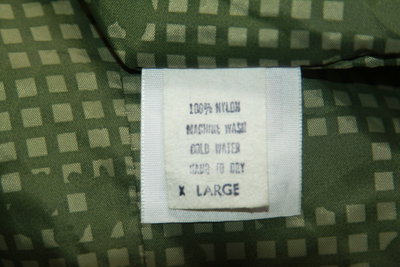 100% NYLON
MACHINE WASH
COLD WATER
HANG TO DRY
X LARGE